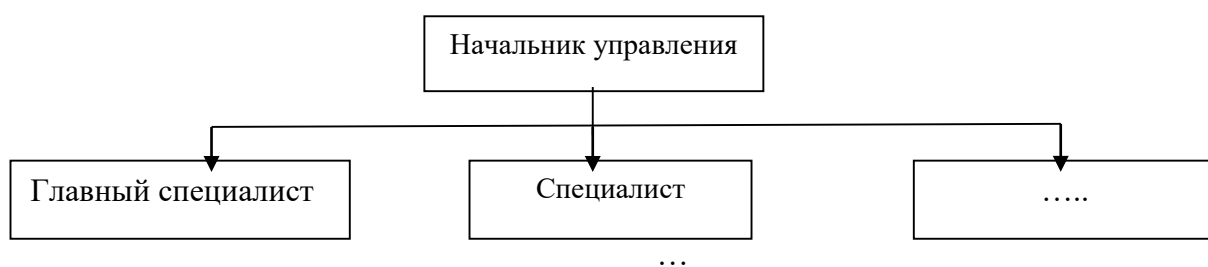 Начальник управления
Главный специалист
Специалист
…..
…